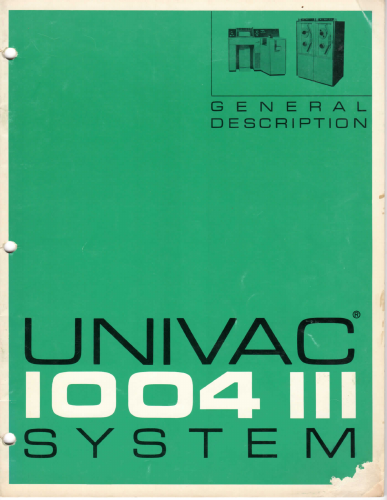 GENERAL
DESCRIPTION
UNIVAC®
1004 III
SYSTEM